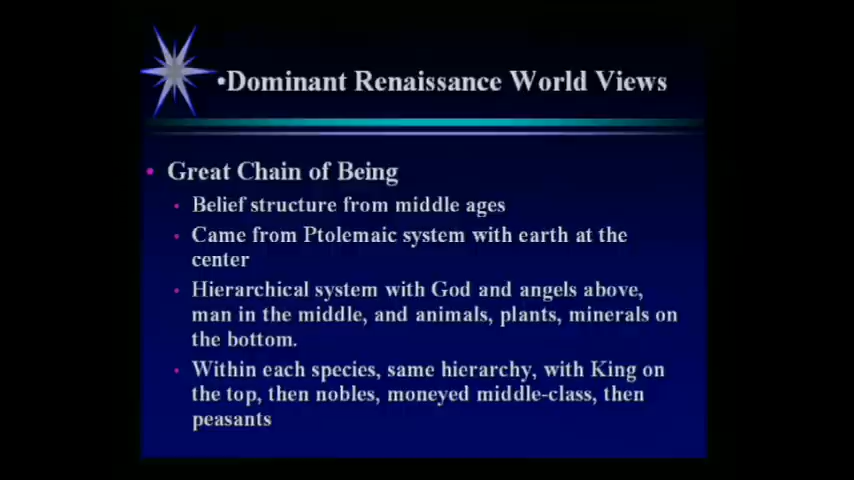 •Dominant Renaissance World Views
• Great Chain of Being
• Belief structure from middle ages
• Came from Ptolemaic system with earth at the
center
• Hierarchical system with God and angels above,
man in the middle, and animals, plants, minerals on
the bottom.
• Within each species, same hierarchy, with King on
the top, then nobles, moneyed middle-class, then
peasants